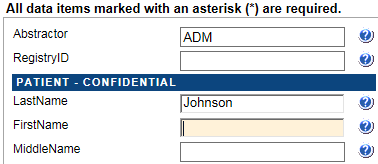 All data items marked with an asterisk (*) are required.
Abstractor ADM
RegistryID
PATIENT - CONFIDENTIAL
LastName Johnson
FirstName
MiddleName